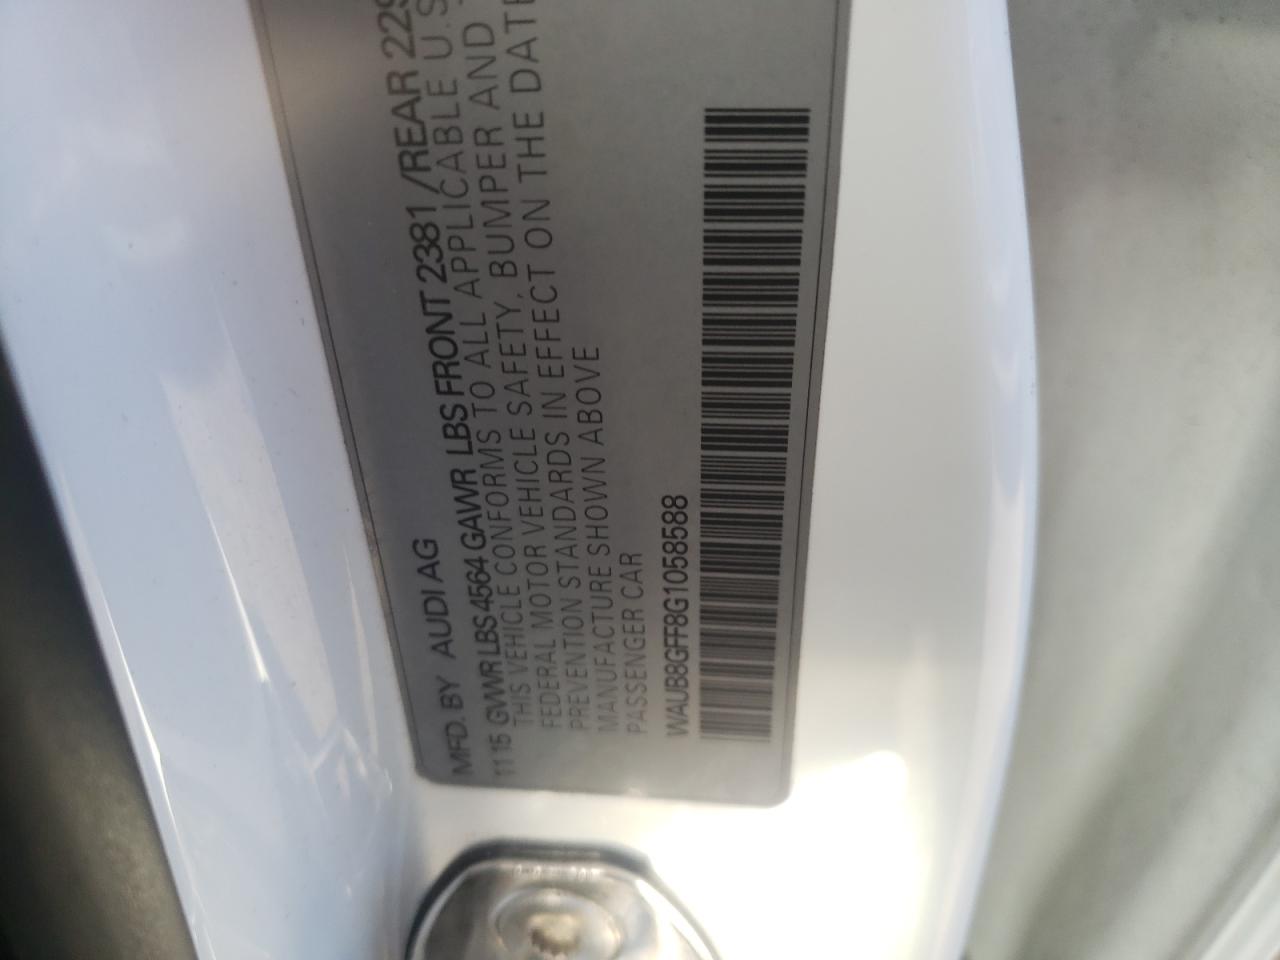 MFD. BY AUDI AG
11 15 GVWR LBS 4564 GAWR LBS FRONT 2381 /REAR 229
THIS VEHICLE CONFORMS TO ALL APPLICABLE U.S
FEDERAL MOTOR VEHICLE SAFETY, BUMPER AND
PREVENTION STANDARDS IN EFFECT ON THE DATE
MANUFACTURE SHOWN ABOVE
PASSENGER CAR
WAUB8GFF8G1058588